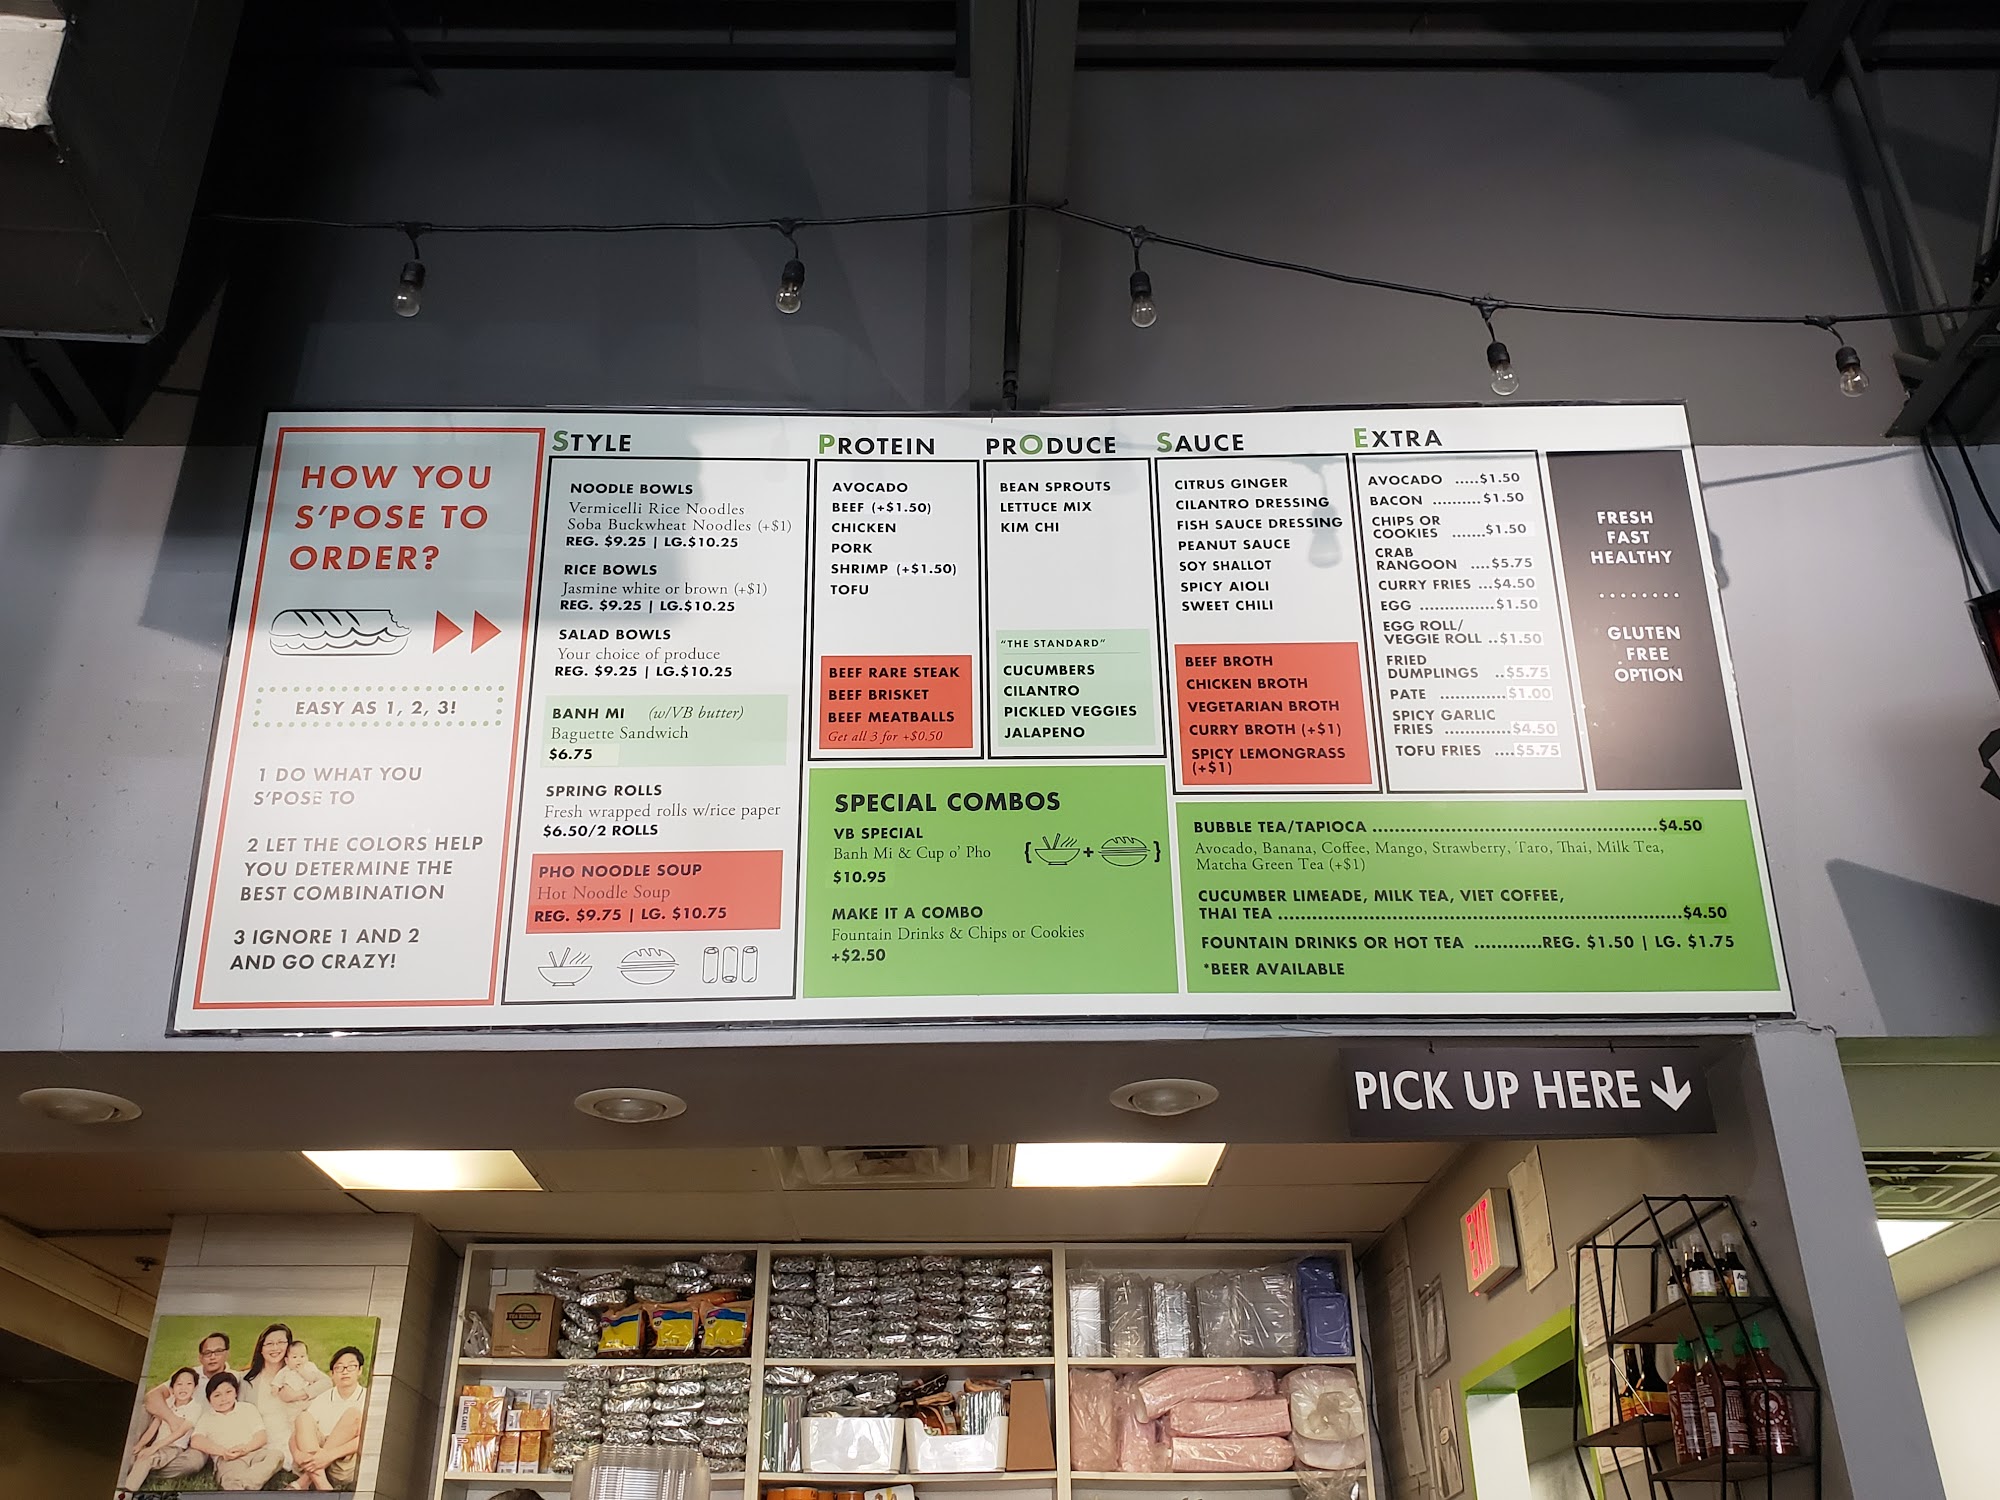 HOW YOU
S'POSE TO
ORDER?
EASY AS 1, 2, 3!
1 DO WHAT YOU
S'POSE TO
2 LET THE COLORS HELP
YOU DETERMINE THE
BEST COMBINATION
3 IGNORE 1 AND 2
AND GO CRAZY!
STYLE
NOODLE BOWLS
Vermicelli Rice Noodles
Soba Buckwheat Noodles (+$1)
REG. $9.25 | LG.$10.25
RICE BOWLS
Jasmine white or brown (+$1)
REG. $9.25 | LG.$10.25
SALAD BOWLS
Your choice of produce
REG. $9.25 | LG.$10.25
BANH MI (w/VB butter)
Baguette Sandwich
$6.75
SPRING ROLLS
Fresh wrapped rolls w/rice paper
$6.50/2 ROLLS
PHO NOODLE SOUP
Hot Noodle Soup
REG. $9.75 | LG. $10.75
PROTEIN
AVOCADO
BEEF (+$1.50)
CHICKEN
PORK
SHRIMP (+$1.50)
TOFU
BEEF RARE STEAK
BEEF BRISKET
BEEF MEATBALLS
Get all 3 for +$0.50
PRODUCE
BEAN SPROUTS
LETTUCE MIX
KIM CHI
"THE STANDARD"
CUCUMBERS
CILANTRO
PICKLED VEGGIES
JALAPENO
SPECIAL COMBOS
VB SPECIAL
Banh Mi & Cup o' Pho
$10.95
{ + }
MAKE IT A COMBO
Fountain Drinks & Chips or Cookies
+$2.50
SAUCE
CITRUS GINGER
CILANTRO DRESSING
FISH SAUCE DRESSING
PEANUT SAUCE
SOY SHALLOT
SPICY AIOLI
SWEET CHILI
BEEF BROTH
CHICKEN BROTH
VEGETARIAN BROTH
CURRY BROTH (+$1)
SPICY LEMONGRASS
(+$1)
EXTRA
AVOCADO .....$1.50
BACON ..........$1.50
CHIPS OR
COOKIES .......$1.50
CRAB
RANGOON ....$5.75
CURRY FRIES ...$4.50
EGG ...............$1.50
EGG ROLL/
VEGGIE ROLL ..$1.50
FRIED
DUMPLINGS ..$5.75
PATE .............$1.00
SPICY GARLIC
FRIES .............$4.50
TOFU FRIES ....$5.75
FRESH
FAST
HEALTHY
GLUTEN
FREE
OPTION
BUBBLE TEA/TAPIOCA ..........................................................$4.50
Avocado, Banana, Coffee, Mango, Strawberry, Taro, Thai, Milk Tea,
Matcha Green Tea (+$1)
CUCUMBER LIMEADE, MILK TEA, VIET COFFEE,
THAI TEA ..................................................................................$4.50
FOUNTAIN DRINKS OR HOT TEA ............REG. $1.50 | LG. $1.75
*BEER AVAILABLE
PICK UP HERE
EXIT